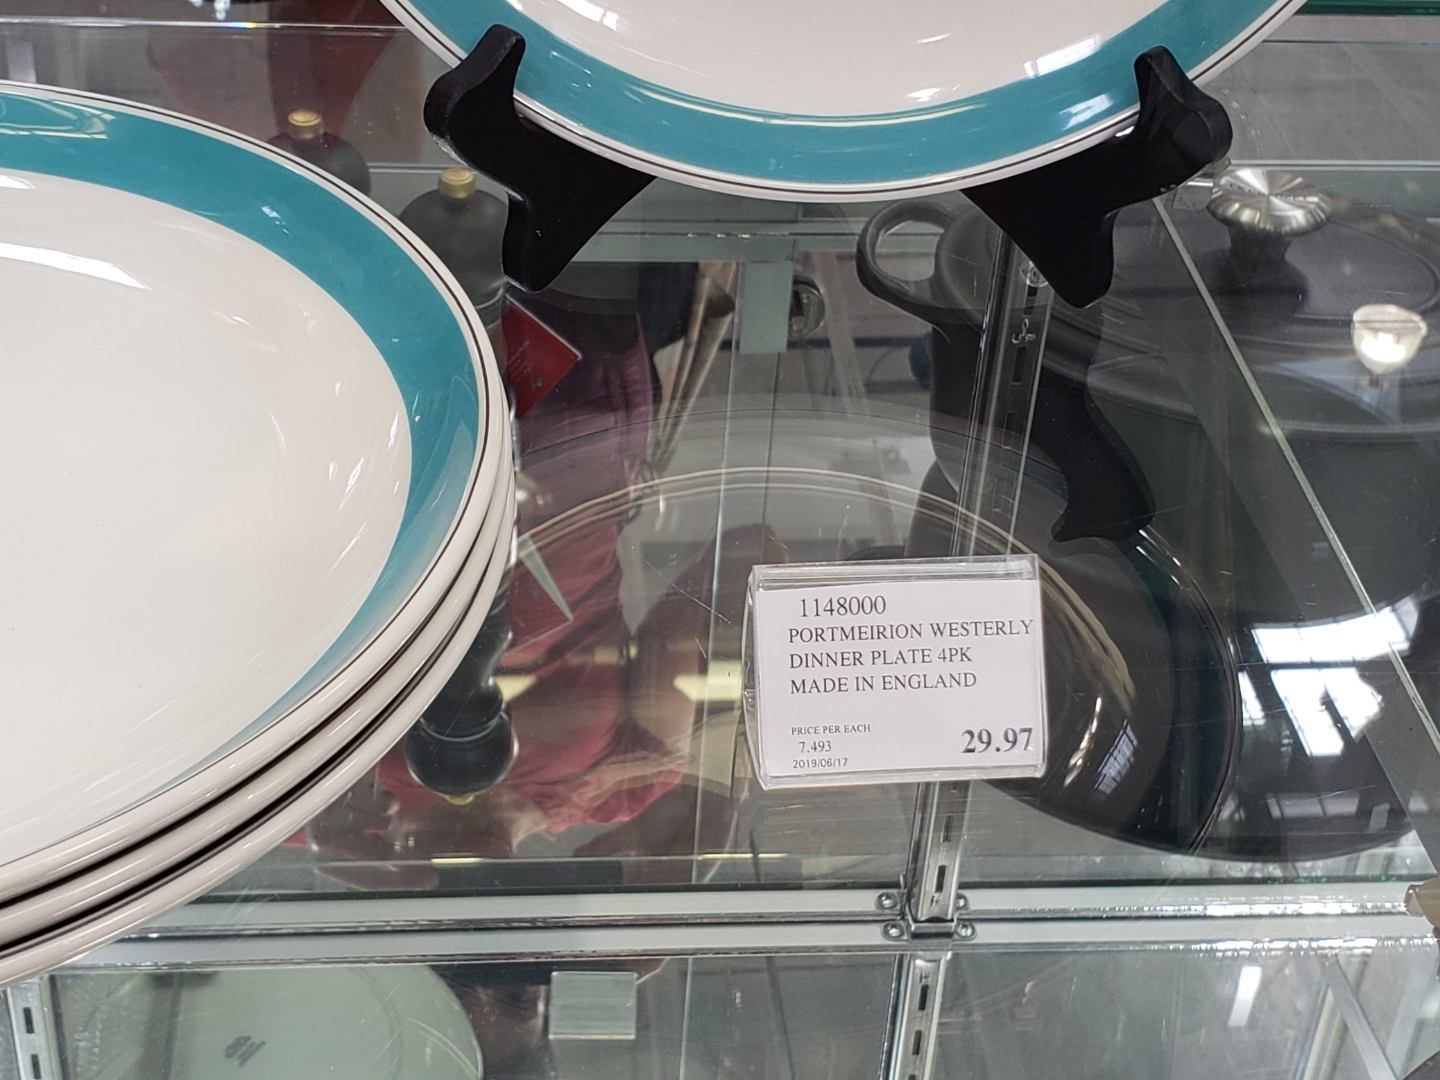 1148000
PORTMEIRION WESTERLY
DINNER PLATE 4PK
MADE IN ENGLAND
PRICE PER EACH
7.493
29.97
2019/06/17